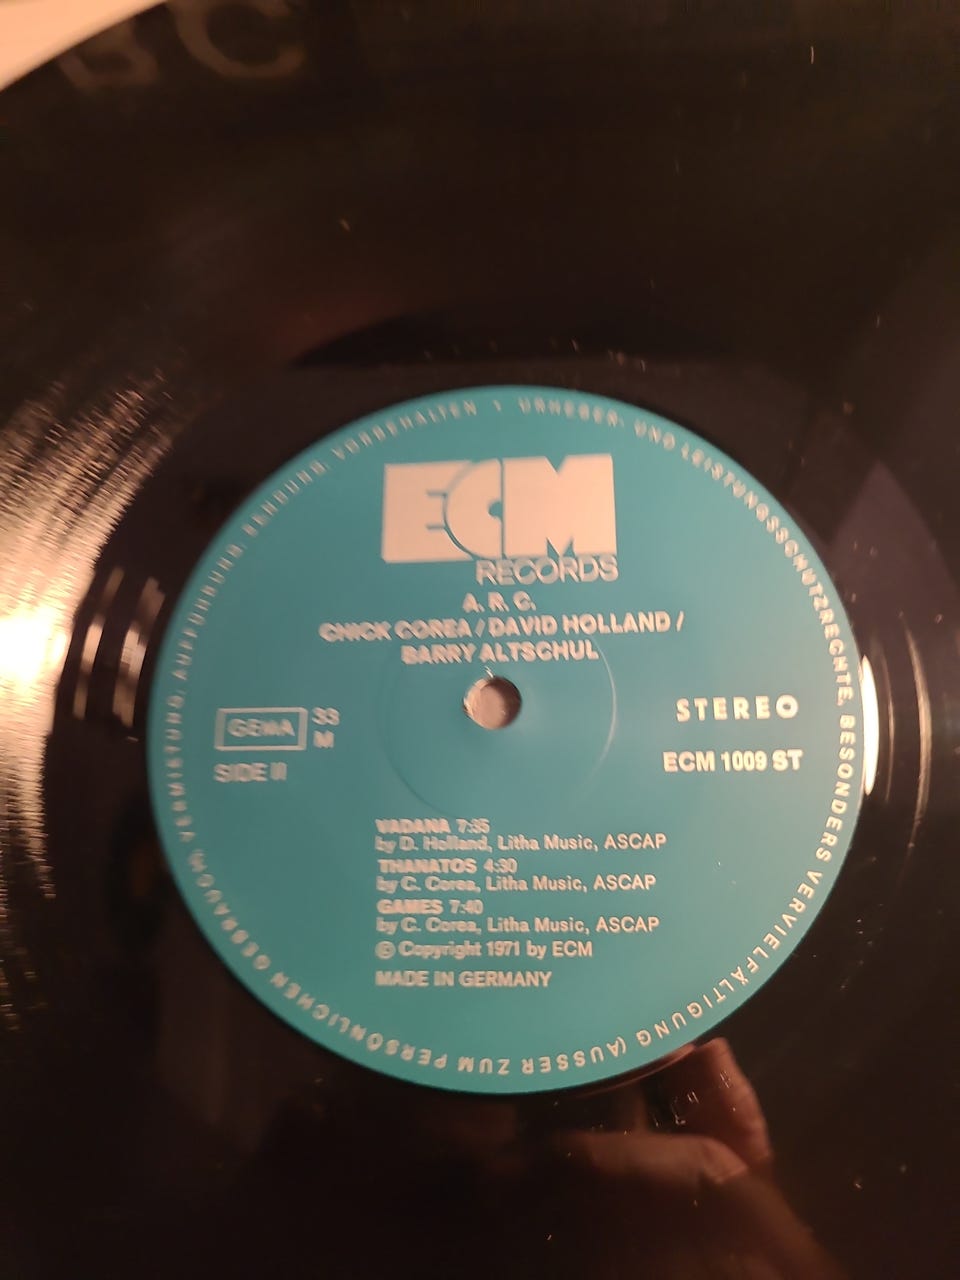 ECM
RECORDS
A. R. C.
CHICK COREA / DAVID HOLLAND /
BARRY ALTSCHUL
GEMA 33
M
SIDE II
STEREO
ECM 1009 ST
VADANA 7:35
by D. Holland, Litha Music, ASCAP
THANATOS 4:30
by C. Corea, Litha Music, ASCAP
GAMES 7:40
by C. Corea, Litha Music, ASCAP
© Copyright 1971 by ECM
MADE IN GERMANY
URHEBER- UND LEISTUNGSSCHUTZRECHTE, BESONDERS VERVIELFÄLTIGUNG (AUSSER ZUM PERSÖNLICHEN GEBRAUCH), VERMIETUNG, AUFFÜHRUNG, SENDUNG, VORBEHALTEN •